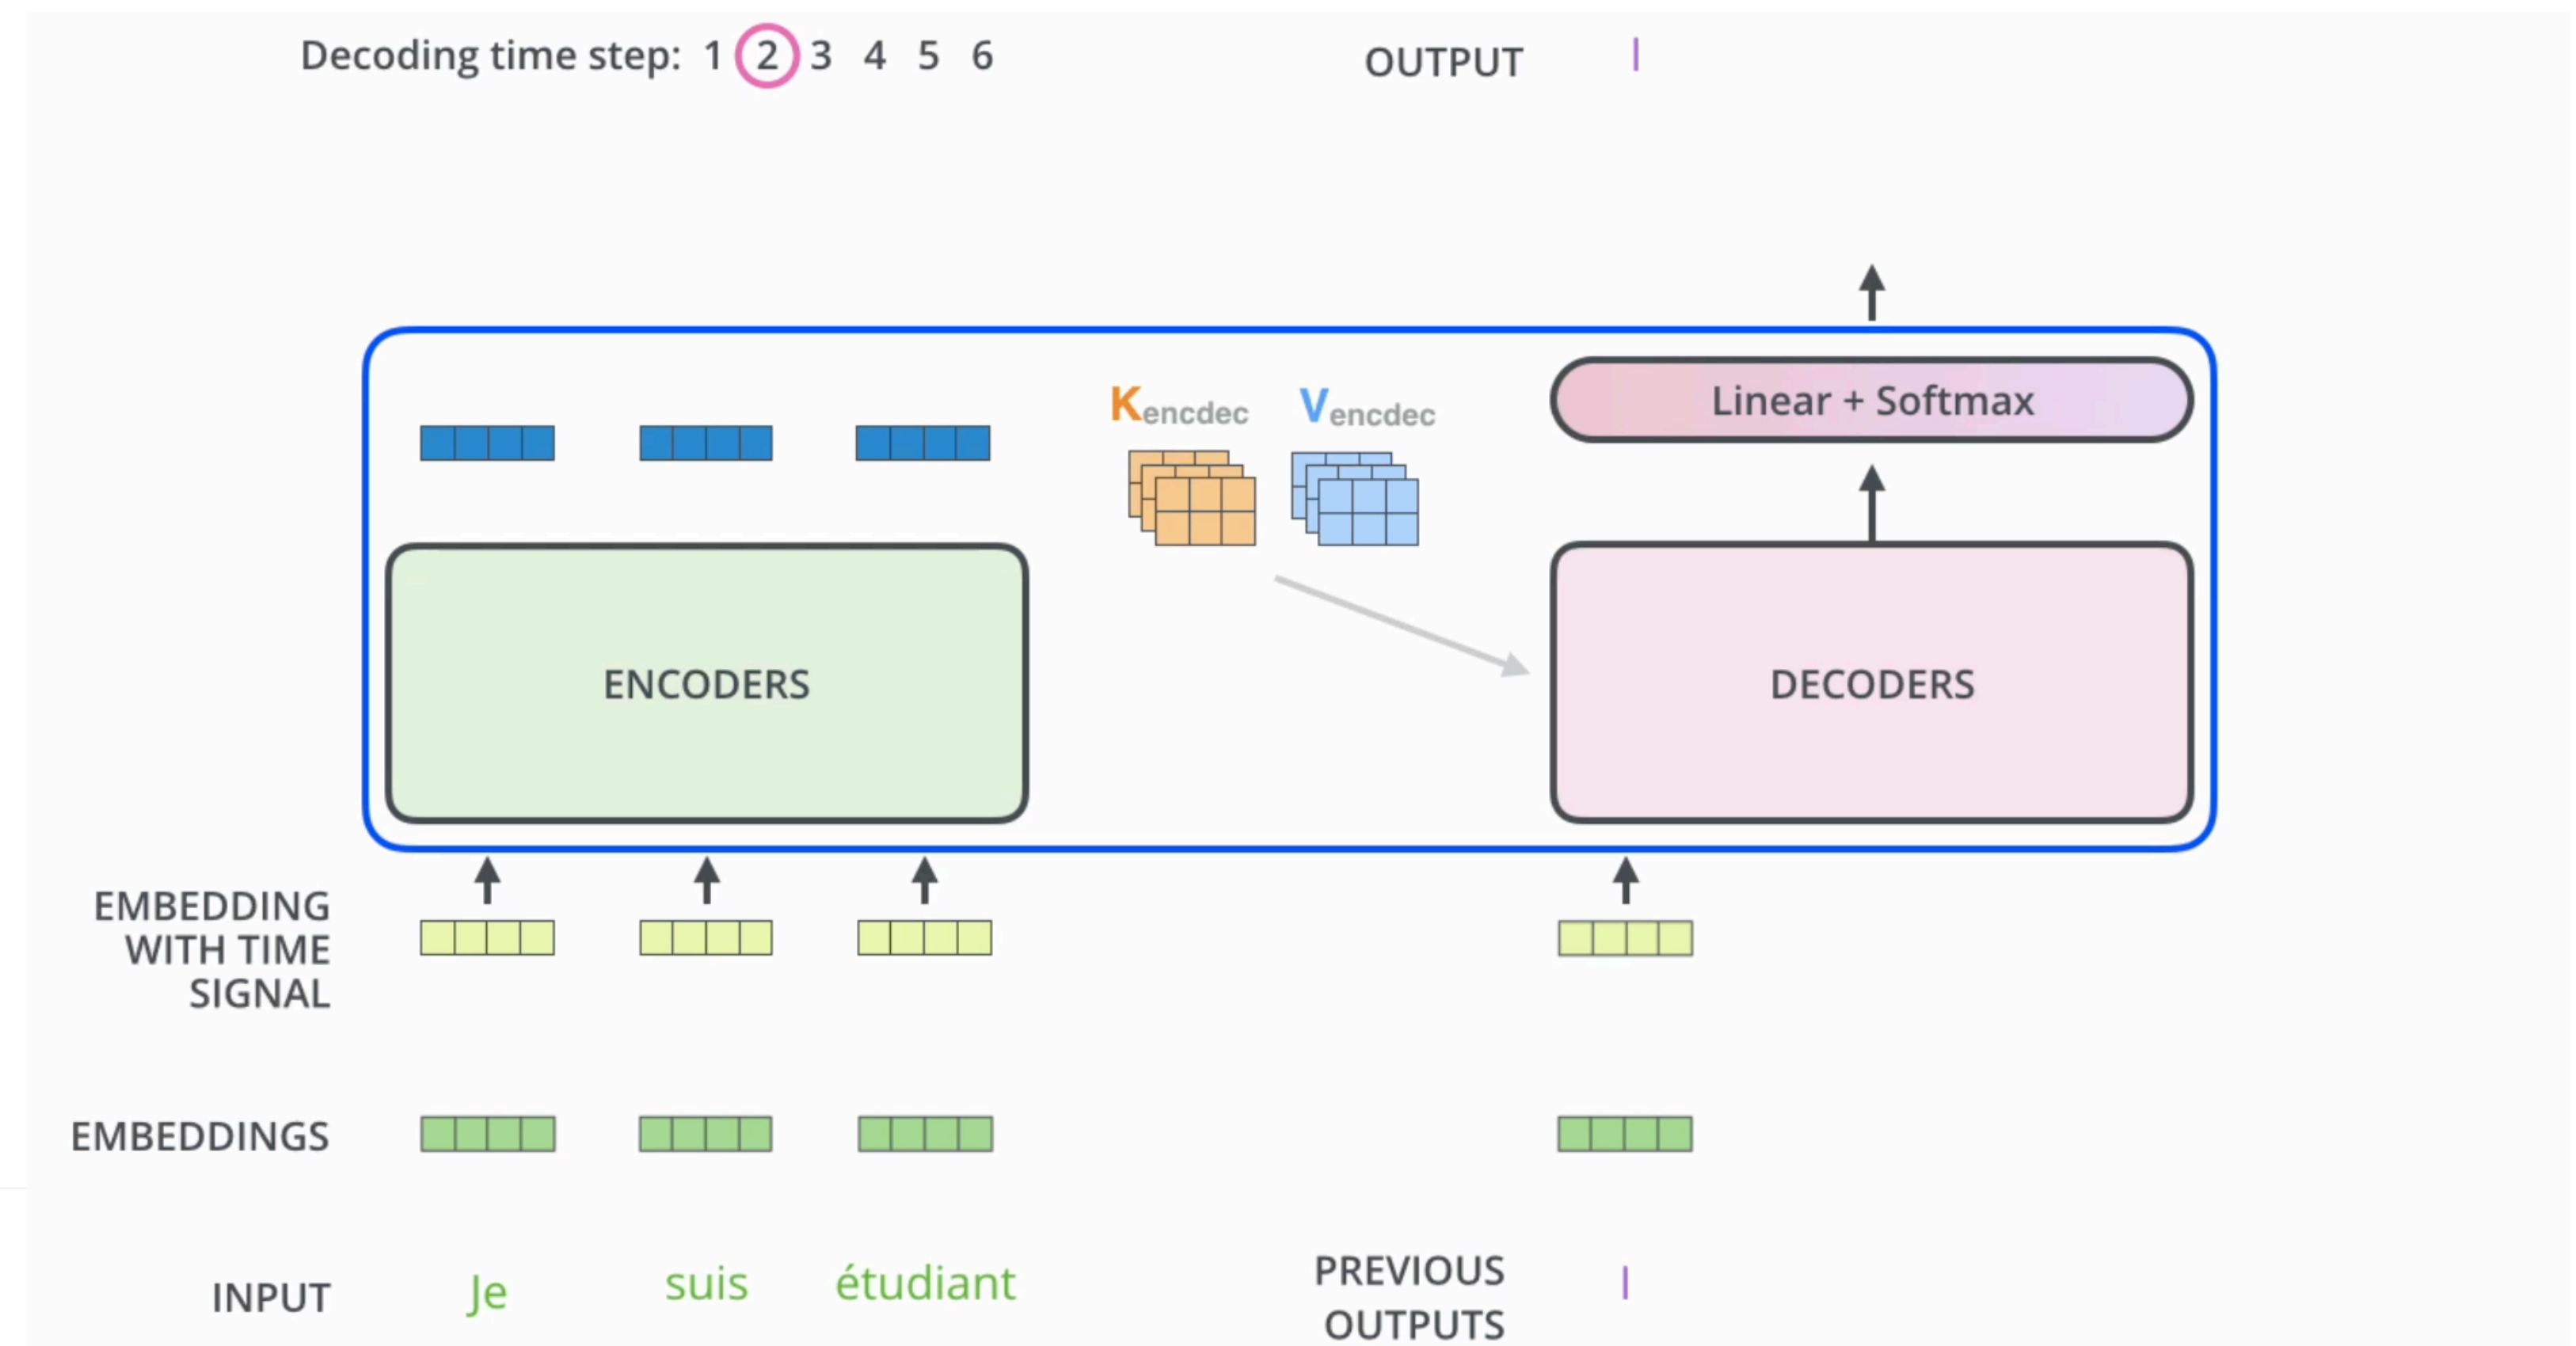 Decoding time step: 1 2 3 4 5 6
OUTPUT I
Kencdec Vencdec
Linear + Softmax
ENCODERS
DECODERS
EMBEDDING
WITH TIME
SIGNAL
EMBEDDINGS
INPUT Je suis étudiant
PREVIOUS
OUTPUTS
I